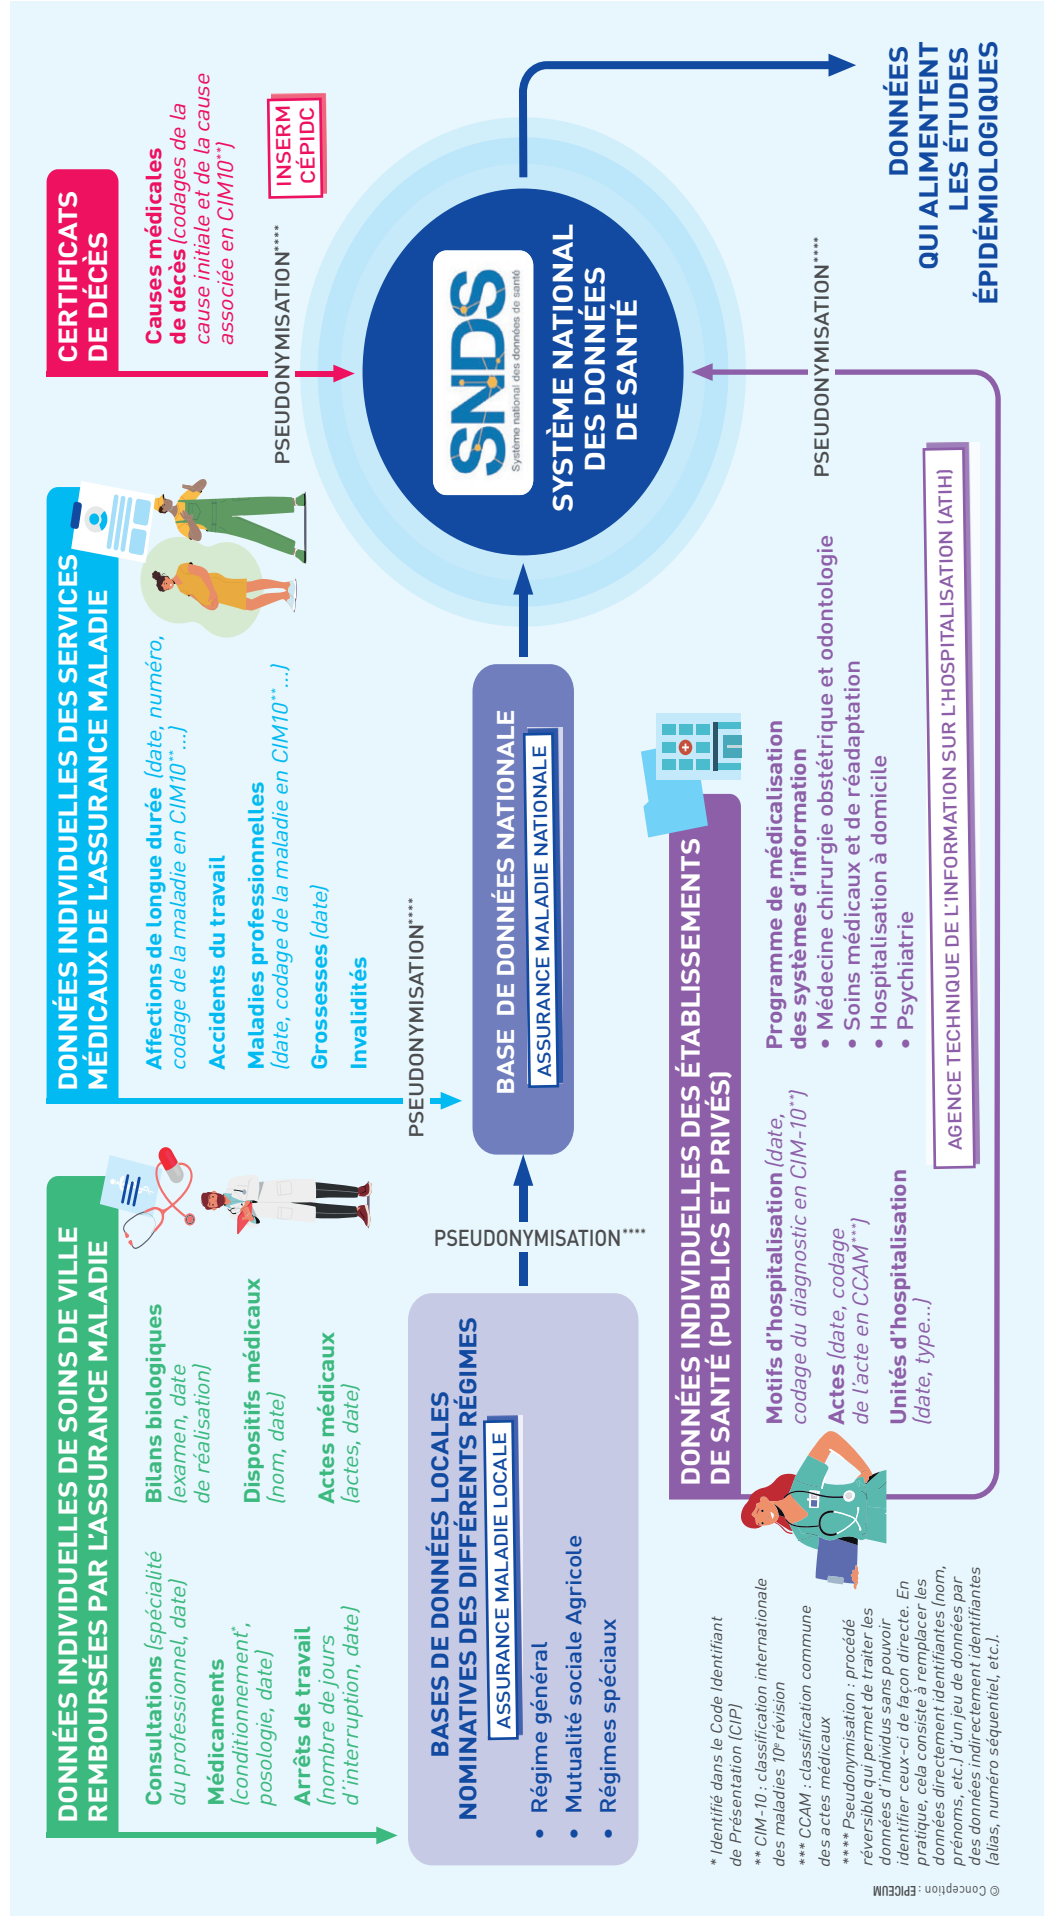 DONNÉES INDIVIDUELLES DE SOINS DE VILLE
REMBOURSÉES PAR L'ASSURANCE MALADIE
Consultations (spécialité
du professionnel, date)
Médicaments
(conditionnement*,
posologie, date)
Arrêts de travail
(nombre de jours
d'interruption, date)
Bilans biologiques
(examen, date
de réalisation)
Dispositifs médicaux
(nom, date)
Actes médicaux
(actes, date)
DONNÉES INDIVIDUELLES DES SERVICES
MÉDICAUX DE L'ASSURANCE MALADIE
Affections de longue durée (date, numéro,
codage de la maladie en CIM10** ...)
Accidents du travail
Maladies professionnelles
(date, codage de la maladie en CIM10** ...)
Grossesses (date)
Invalidités
CERTIFICATS
DE DÉCÈS
Causes médicales
de décès (codages de la
cause initiale et de la cause
associée en CIM10**)
INSERM
CÉPIDC
PSEUDONYMISATION****
BASES DE DONNÉES LOCALES
NOMINATIVES DES DIFFÉRENTS RÉGIMES
ASSURANCE MALADIE LOCALE
• Régime général
• Mutualité sociale Agricole
• Régimes spéciaux
PSEUDONYMISATION****
PSEUDONYMISATION****
BASE DE DONNÉES NATIONALE
ASSURANCE MALADIE NATIONALE
SNDS
Système national des données de santé
SYSTÈME NATIONAL
DES DONNÉES
DE SANTÉ
DONNÉES
QUI ALIMENTENT
LES ÉTUDES
ÉPIDÉMIOLOGIQUES
DONNÉES INDIVIDUELLES DES ÉTABLISSEMENTS
DE SANTÉ (PUBLICS ET PRIVÉS)
Motifs d'hospitalisation (date,
codage du diagnostic en CIM-10**)
Actes (date, codage
de l'acte en CCAM***)
Unités d'hospitalisation
(date, type...)
Programme de médicalisation
des systèmes d'information
• Médecine chirurgie obstétrique et odontologie
• Soins médicaux et de réadaptation
• Hospitalisation à domicile
• Psychiatrie
AGENCE TECHNIQUE DE L'INFORMATION SUR L'HOSPITALISATION (ATIH)
PSEUDONYMISATION****
* Identifié dans le Code Identifiant
de Présentation (CIP)
** CIM-10 : classification internationale
des maladies 10e révision
*** CCAM : classification commune
des actes médicaux
**** Pseudonymisation : procédé
réversible qui permet de traiter les
données d'individus sans pouvoir
identifier ceux-ci de façon directe. En
pratique, cela consiste à remplacer les
données directement identifiantes (nom,
prénoms, etc.) d'un jeu de données par
des données indirectement identifiantes
(alias, numéro séquentiel, etc.).
© Conception : EPICEUM